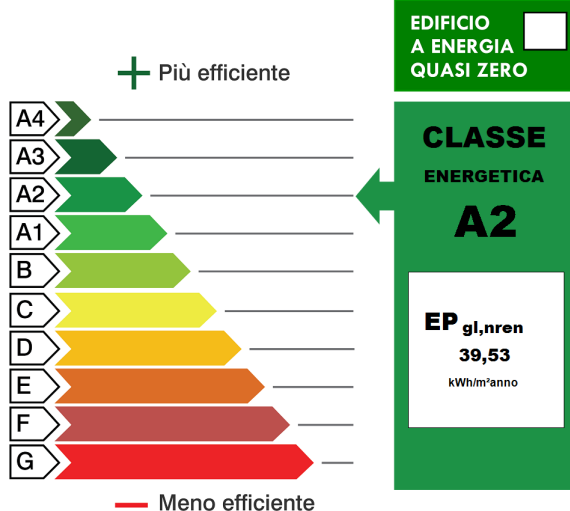 EDIFICIO
A ENERGIA
QUASI ZERO
+ Più efficiente
A4
A3
A2
A1
B
C
D
E
F
G
— Meno efficiente
CLASSE
ENERGETICA
A2
EP gl,nren
39,53
kWh/m²anno